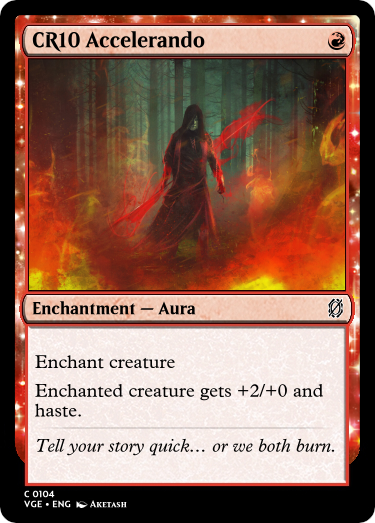 CR10 Accelerando
Enchantment — Aura
Enchant creature
Enchanted creature gets +2/+0 and
haste.
Tell your story quick... or we both burn.
C 0104
VGE • ENG Aketash